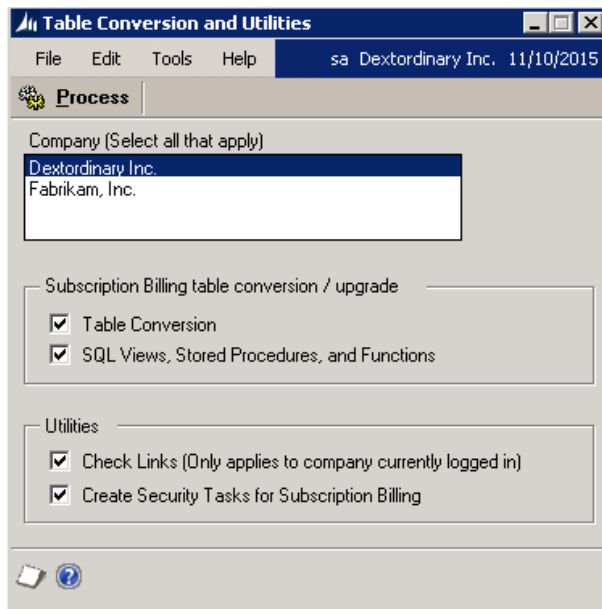 Table Conversion and Utilities
File Edit Tools Help sa Dextordinary Inc. 11/10/2015
Process
Company (Select all that apply)
Dextordinary Inc.
Fabrikam, Inc.
Subscription Billing table conversion / upgrade
Table Conversion
SQL Views, Stored Procedures, and Functions
Utilities
Check Links (Only applies to company currently logged in)
Create Security Tasks for Subscription Billing